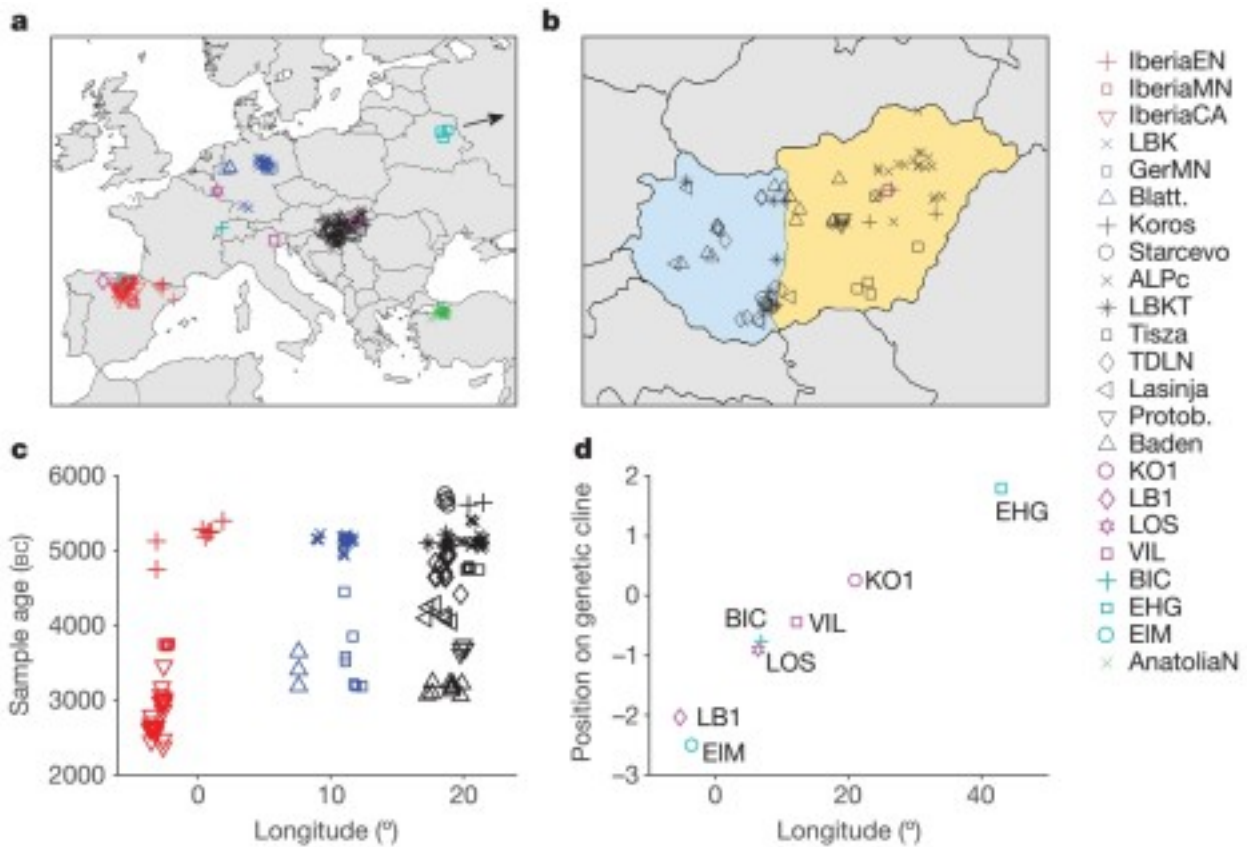 a
b
IberiaEN
IberiaMN
IberiaCA
LBK
GerMN
Blatt.
Koros
Starcevo
ALPc
LBKT
Tisza
TDLN
Lasinja
Protob.
Baden
KO1
LB1
LOS
VIL
BIC
EHG
EIM
AnatoliaN
c
Sample age (BC)
6000
5000
4000
3000
2000
0
10
20
Longitude (º)
d
Position on genetic cline
2
1
0
−1
−2
−3
EHG
KO1
BIC
VIL
LOS
LB1
EIM
0
20
40
Longitude (º)